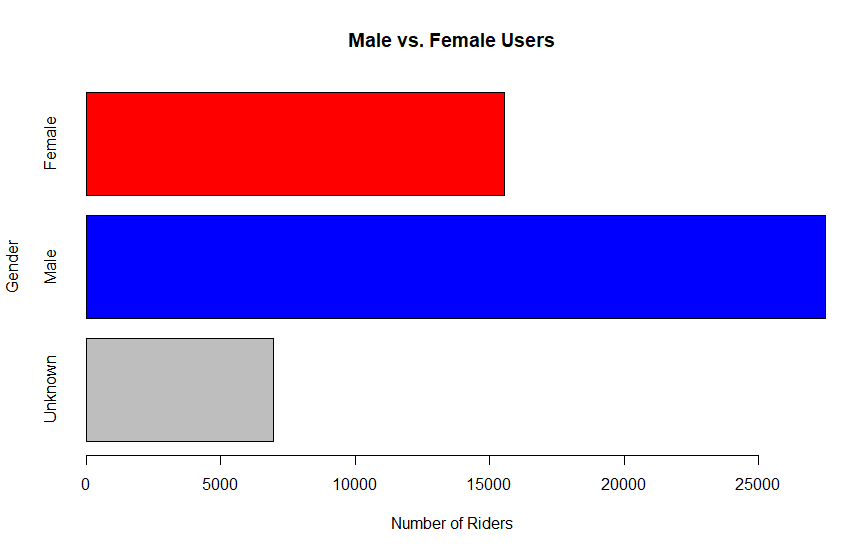 Male vs. Female Users
Gender
Female
Male
Unknown
0 5000 10000 15000 20000 25000
Number of Riders